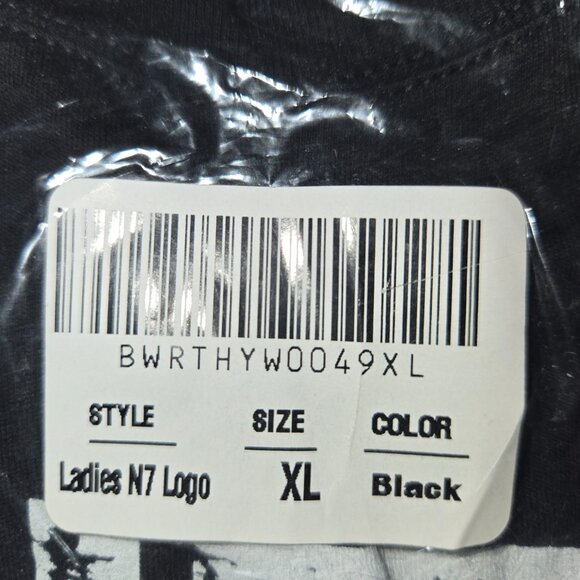 BWRTHYW0049XL
STYLE SIZE COLOR
Ladies N7 Logo XL Black